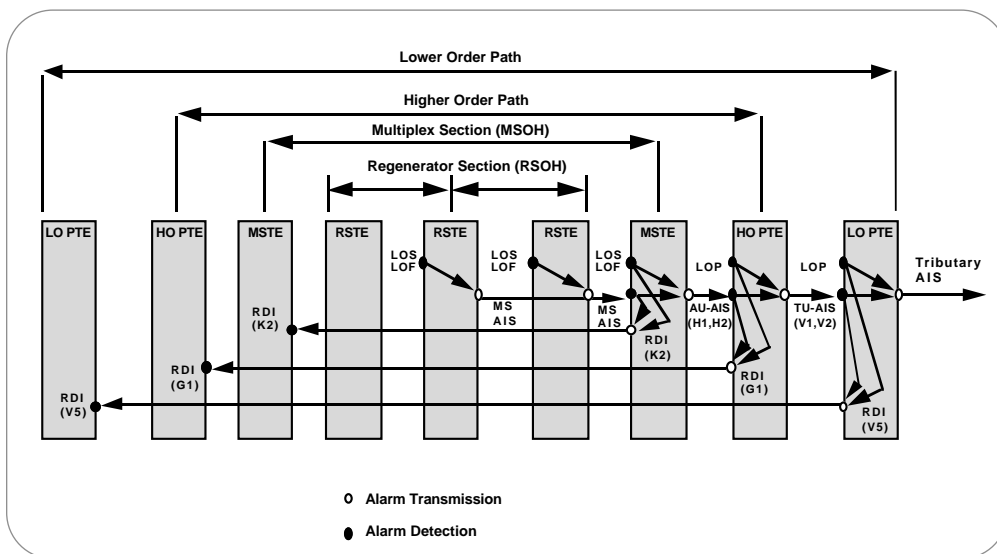 Lower Order Path
Higher Order Path
Multiplex Section (MSOH)
Regenerator Section (RSOH)
LO PTE
HO PTE
MSTE
RSTE
RSTE
RSTE
MSTE
HO PTE
LO PTE
LOS
LOF
LOS
LOF
LOS
LOF
LOP
LOP
Tributary
AIS
MS
AIS
MS
AIS
AU-AIS
(H1,H2)
TU-AIS
(V1,V2)
RDI
(K2)
RDI
(K2)
RDI
(G1)
RDI
(G1)
RDI
(V5)
RDI
(V5)
Alarm Transmission
Alarm Detection